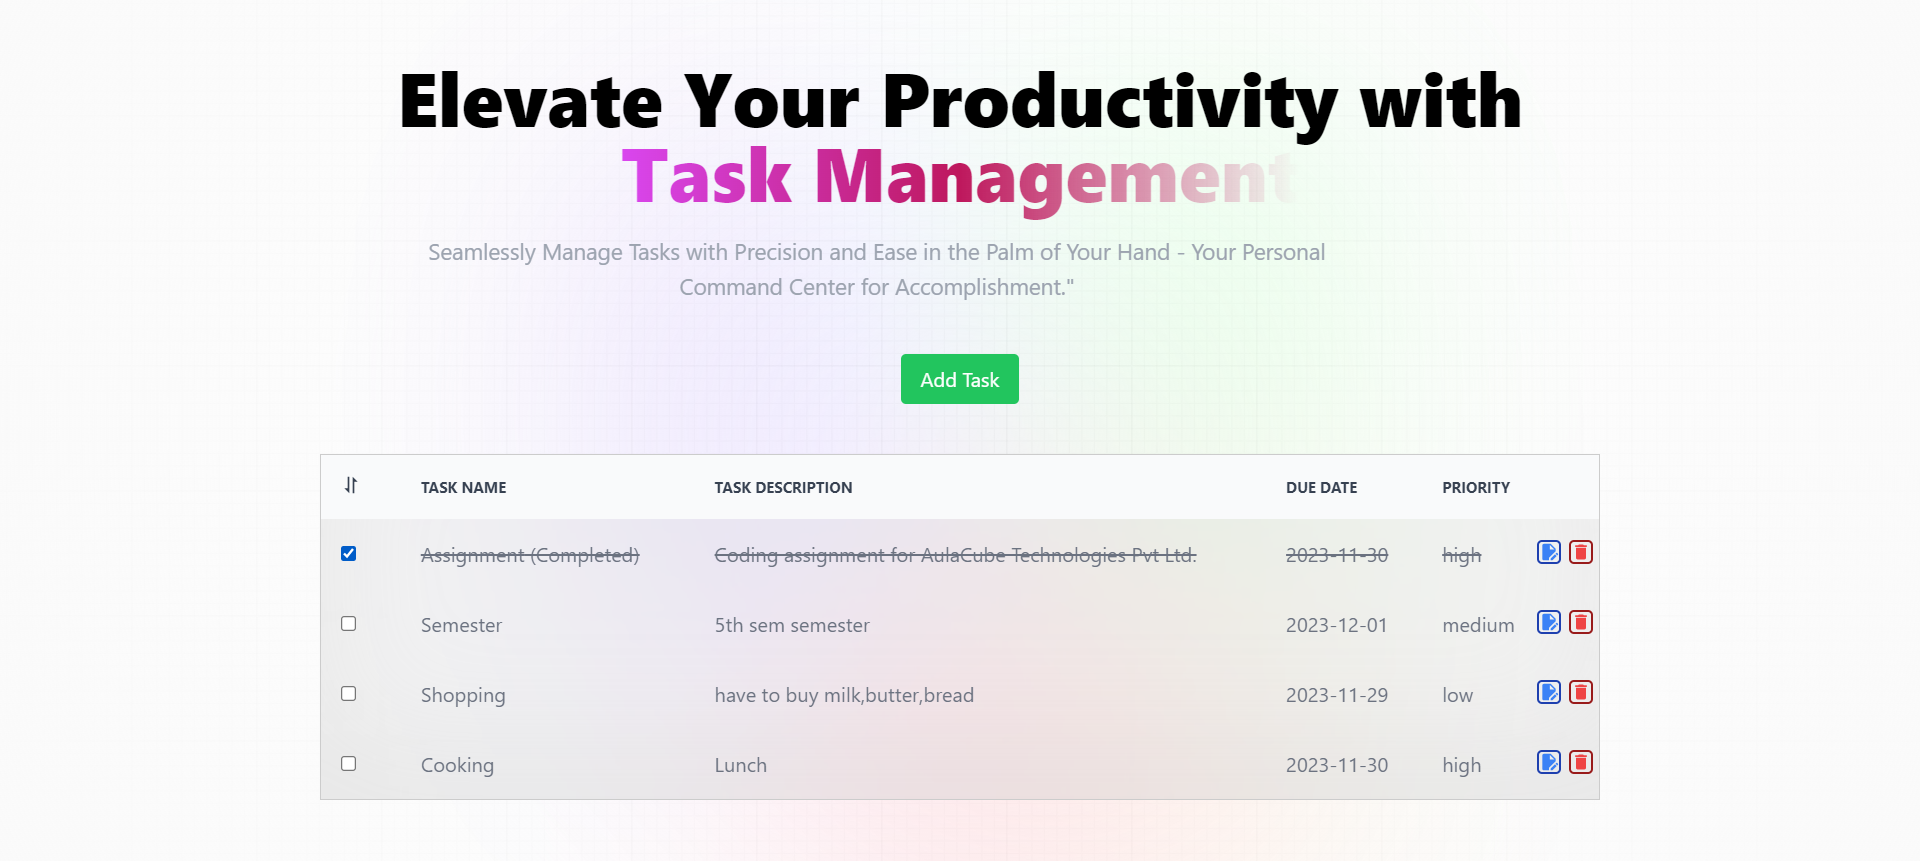 Elevate Your Productivity with
Task Management
Seamlessly Manage Tasks with Precision and Ease in the Palm of Your Hand - Your Personal
Command Center for Accomplishment."
Add Task
TASK NAME TASK DESCRIPTION DUE DATE PRIORITY
Assignment (Completed) Coding assignment for AulaCube Technologies Pvt Ltd. 2023-11-30 high
Semester 5th sem semester 2023-12-01 medium
Shopping have to buy milk,butter,bread 2023-11-29 low
Cooking Lunch 2023-11-30 high